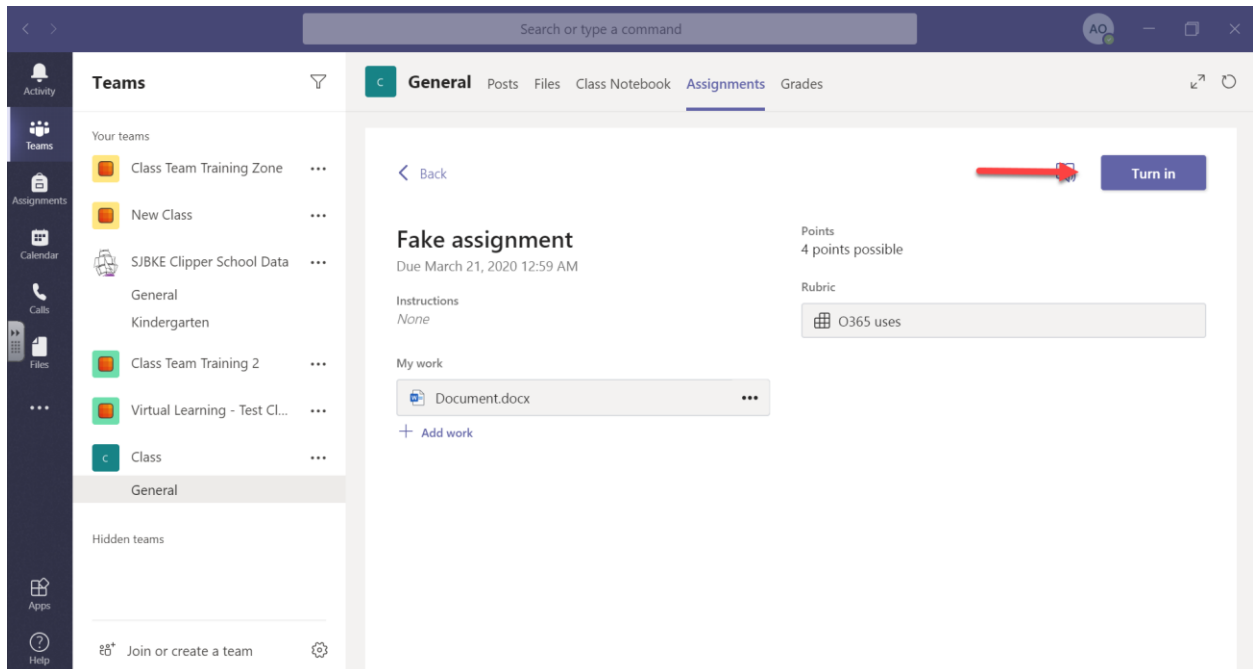 Search or type a command
AO
Activity
Teams
Assignments
Calendar
Calls
Files
Apps
Help
Teams
Your teams
Class Team Training Zone
New Class
SJBKE Clipper School Data
General
Kindergarten
Class Team Training 2
Virtual Learning - Test Cl...
C Class
General
Hidden teams
Join or create a team
C General Posts Files Class Notebook Assignments Grades
Back
Turn in
Fake assignment
Due March 21, 2020 12:59 AM
Instructions
None
My work
Document.docx
Add work
Points
4 points possible
Rubric
O365 uses